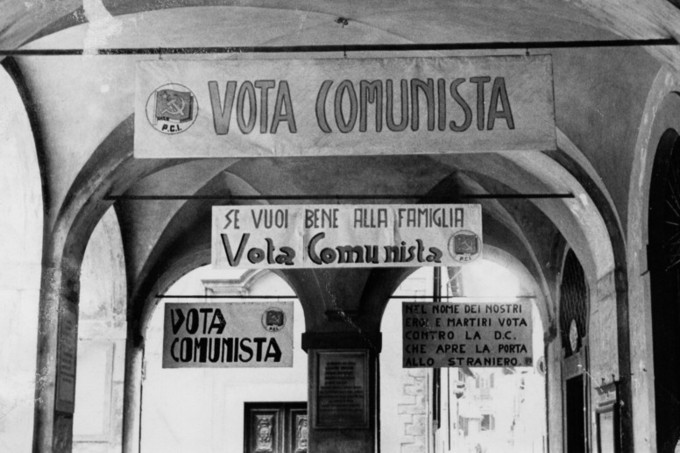 VOTA COMUNISTA
P.C.I.
SE VUOI BENE ALLA FAMIGLIA
Vota Comunista
VOTA
COMUNISTA
NEL NOME DEI NOSTRI
EROI E MARTIRI VOTA
CONTRO LA D.C.
CHE APRE LA PORTA
ALLO STRANIERO.